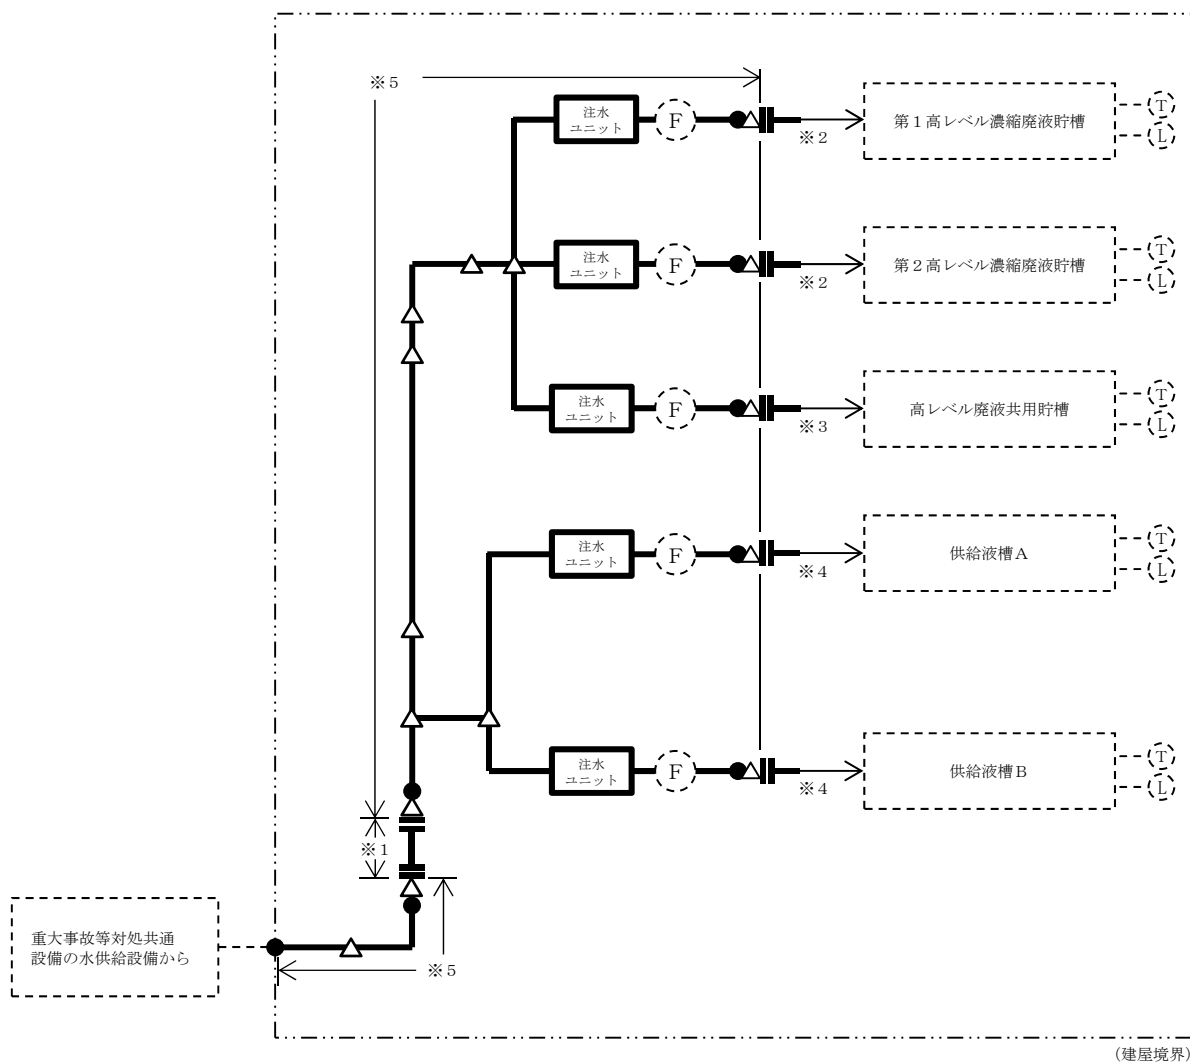 ※5
注水
ユニット
F
※2
第1高レベル濃縮廃液貯槽
T
L
注水
ユニット
F
※2
第2高レベル濃縮廃液貯槽
T
L
注水
ユニット
F
※3
高レベル廃液共用貯槽
T
L
注水
ユニット
F
※4
供給液槽A
T
L
注水
ユニット
F
※4
供給液槽B
T
L
※1
重大事故等対処共通
設備の水供給設備から
※5
(建屋境界)